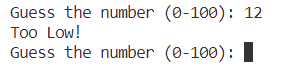 Guess the number (0-100): 12
Too Low!
Guess the number (0-100):